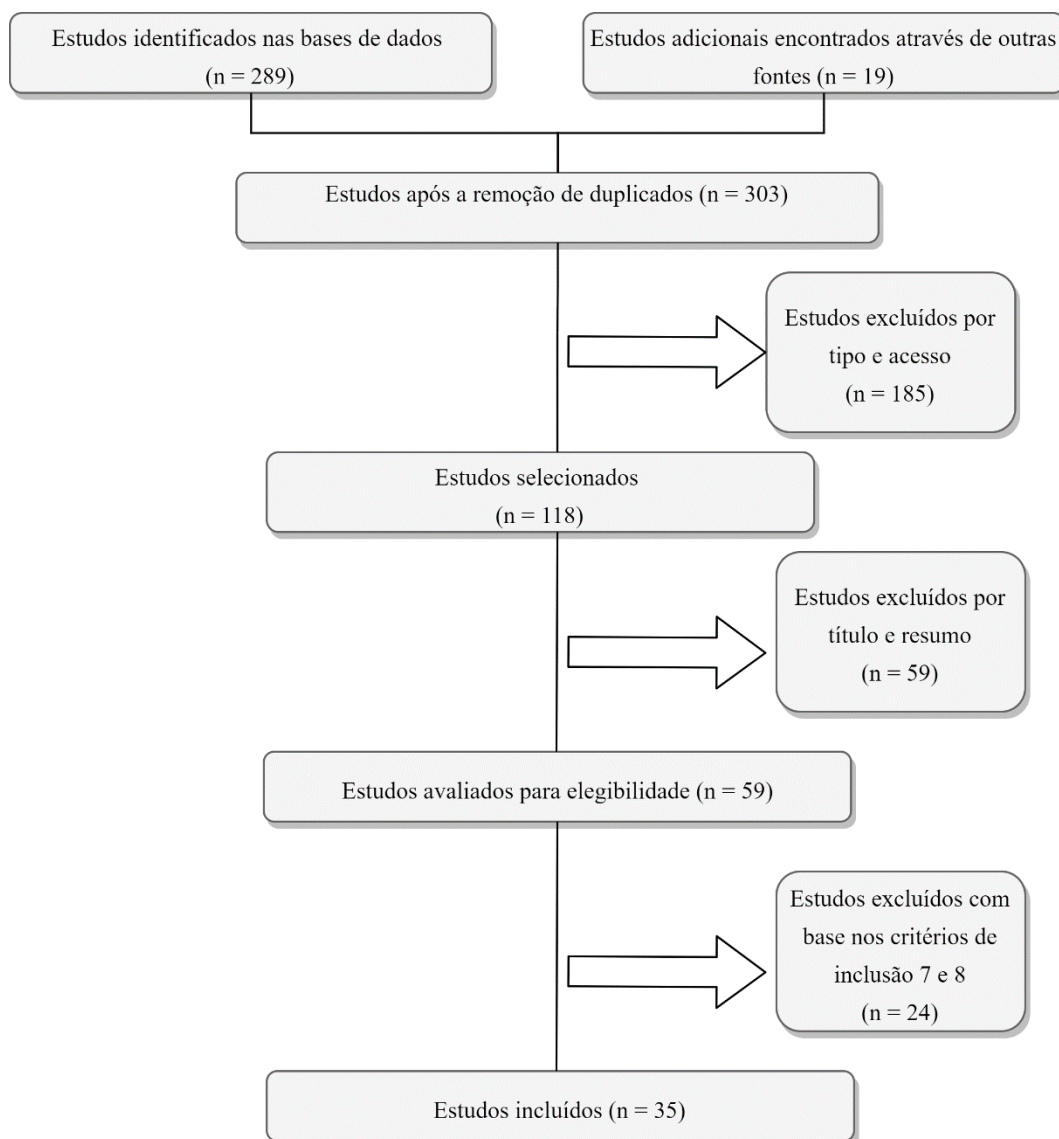 Estudos identificados nas bases de dados
(n = 289)
Estudos adicionais encontrados através de outras
fontes (n = 19)
Estudos após a remoção de duplicados (n = 303)
Estudos excluídos por
tipo e acesso
(n = 185)
Estudos selecionados
(n = 118)
Estudos excluídos por
título e resumo
(n = 59)
Estudos avaliados para elegibilidade (n = 59)
Estudos excluídos com
base nos critérios de
inclusão 7 e 8
(n = 24)
Estudos incluídos (n = 35)